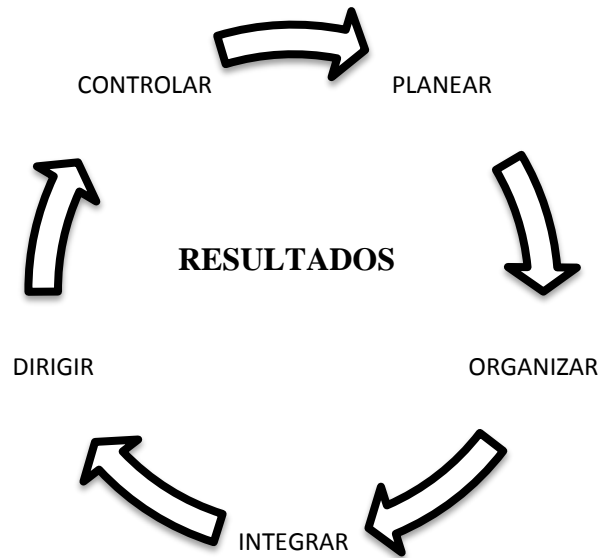 CONTROLAR
PLANEAR
RESULTADOS
DIRIGIR
ORGANIZAR
INTEGRAR